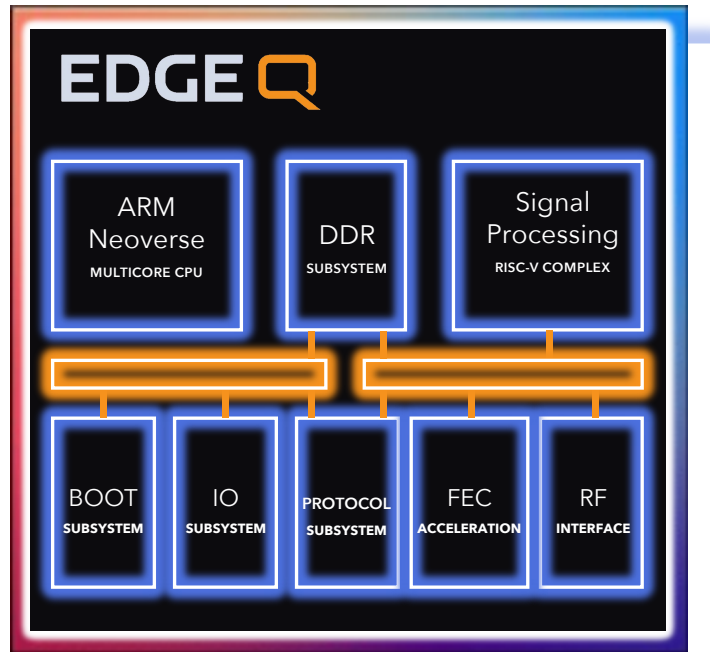 EDGE Q
ARM
Neoverse
MULTICORE CPU
DDR
SUBSYSTEM
Signal
Processing
RISC-V COMPLEX
BOOT
SUBSYSTEM
IO
SUBSYSTEM
PROTOCOL
SUBSYSTEM
FEC
ACCELERATION
RF
INTERFACE